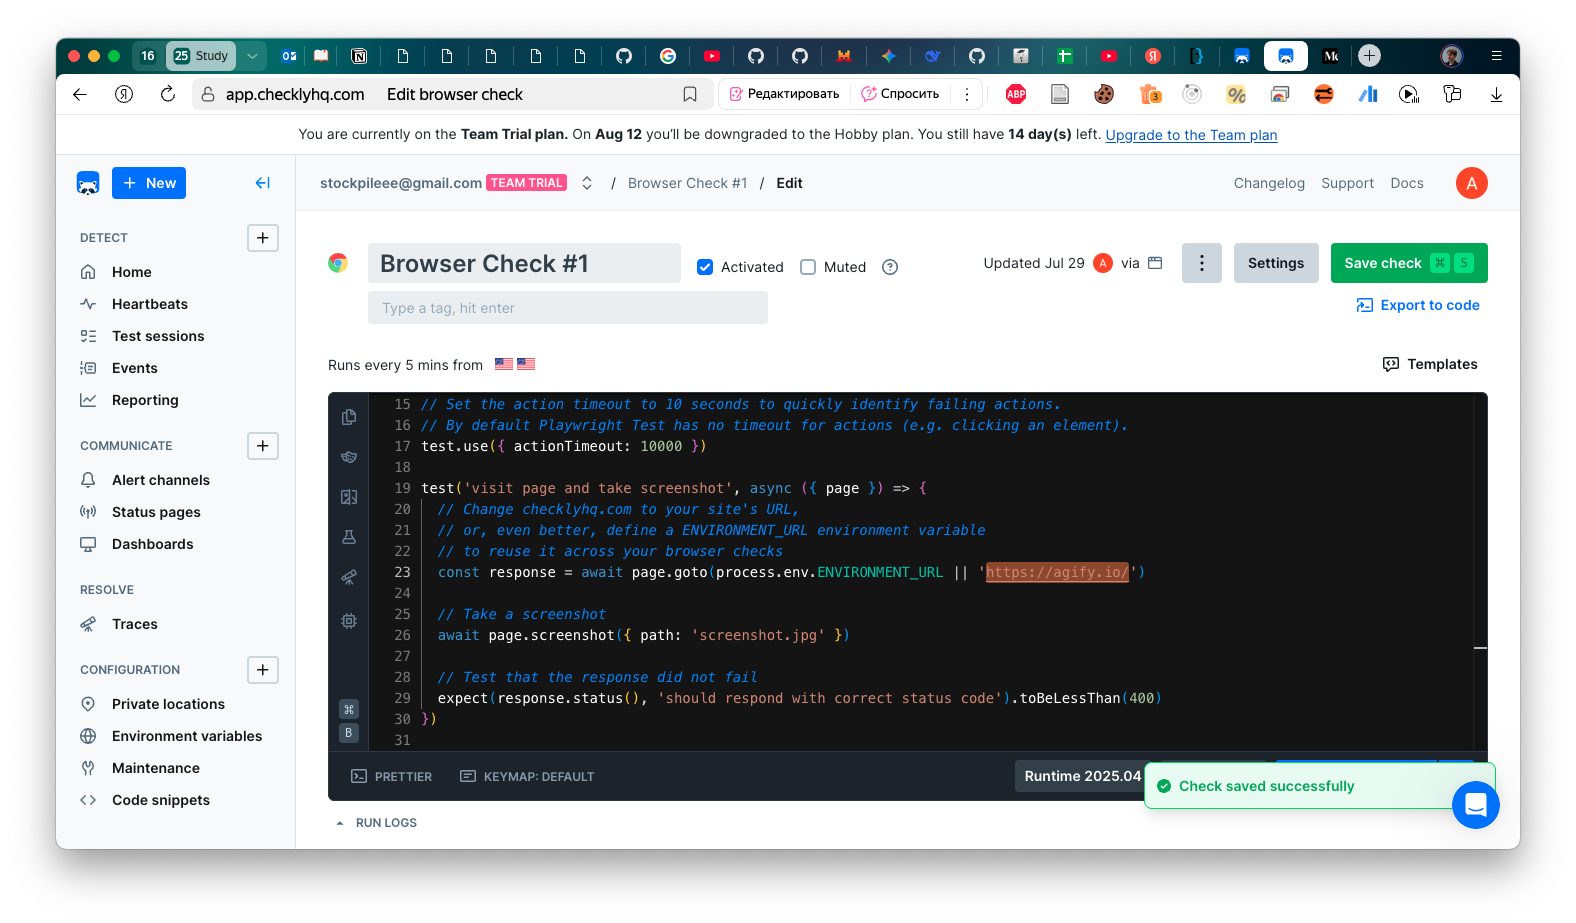 16
25 Study
app.checklyhq.com Edit browser check
Редактировать
Спросить
ABP
3
You are currently on the Team Trial plan. On Aug 12 you'll be downgraded to the Hobby plan. You still have 14 day(s) left. Upgrade to the Team plan
+ New
stockpileee@gmail.com TEAM TRIAL / Browser Check #1 / Edit
Changelog Support Docs A
DETECT
Home
Heartbeats
Test sessions
Events
Reporting
COMMUNICATE
Alert channels
Status pages
Dashboards
RESOLVE
Traces
CONFIGURATION
Private locations
Environment variables
Maintenance
Code snippets
Browser Check #1
Activated Muted ?
Updated Jul 29 A via
Settings
Save check ⌘ S
Type a tag, hit enter
Export to code
Runs every 5 mins from
Templates
15 // Set the action timeout to 10 seconds to quickly identify failing actions.
16 // By default Playwright Test has no timeout for actions (e.g. clicking an element).
17 test.use({ actionTimeout: 10000 })
18
19 test('visit page and take screenshot', async ({ page }) => {
20 // Change checklyhq.com to your site's URL,
21 // or, even better, define a ENVIRONMENT_URL environment variable
22 // to reuse it across your browser checks
23 const response = await page.goto(process.env.ENVIRONMENT_URL || 'https://agify.io/')
24
25 // Take a screenshot
26 await page.screenshot({ path: 'screenshot.jpg' })
27
28 // Test that the response did not fail
29 expect(response.status(), 'should respond with correct status code').toBeLessThan(400)
30 })
31
⌘
B
PRETTIER
KEYMAP: DEFAULT
Runtime 2025.04
Check saved successfully
RUN LOGS